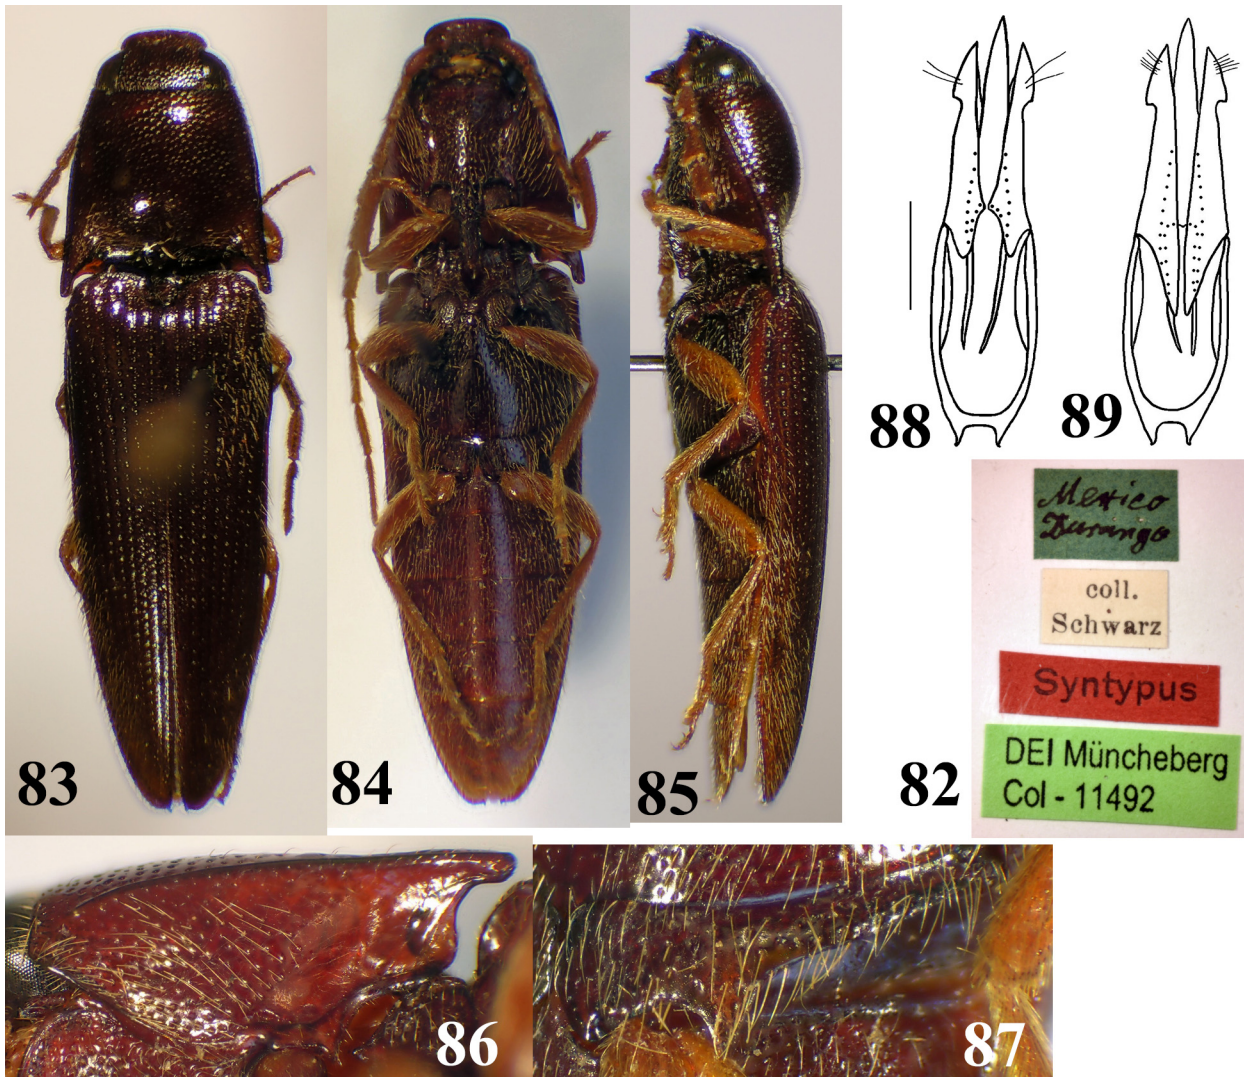 83
84
85
88
89
82
Mexico
Durango
coll.
Schwarz
Syntypus
DEI Müncheberg
Col - 11492
86
87